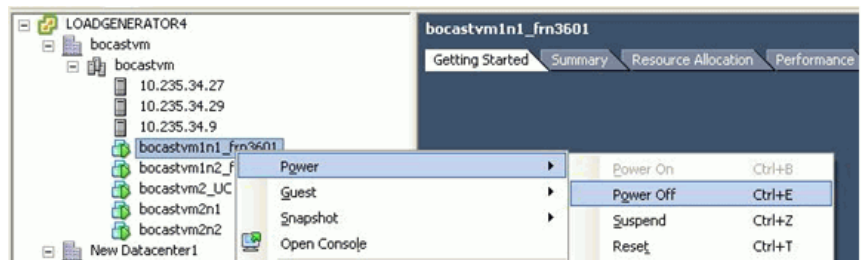 LOADGENERATOR4
bocastvm
bocastvm
10.235.34.27
10.235.34.29
10.235.34.9
bocastvm1n1_frn3601
bocastvm1n2_f
bocastvm2_UC
bocastvm2n1
bocastvm2n2
New Datacenter1
bocastvm1n1_frn3601
Getting Started Summary Resource Allocation Performance
Power
Guest
Snapshot
Open Console
Power On Ctrl+B
Power Off Ctrl+E
Suspend Ctrl+Z
Reset Ctrl+T